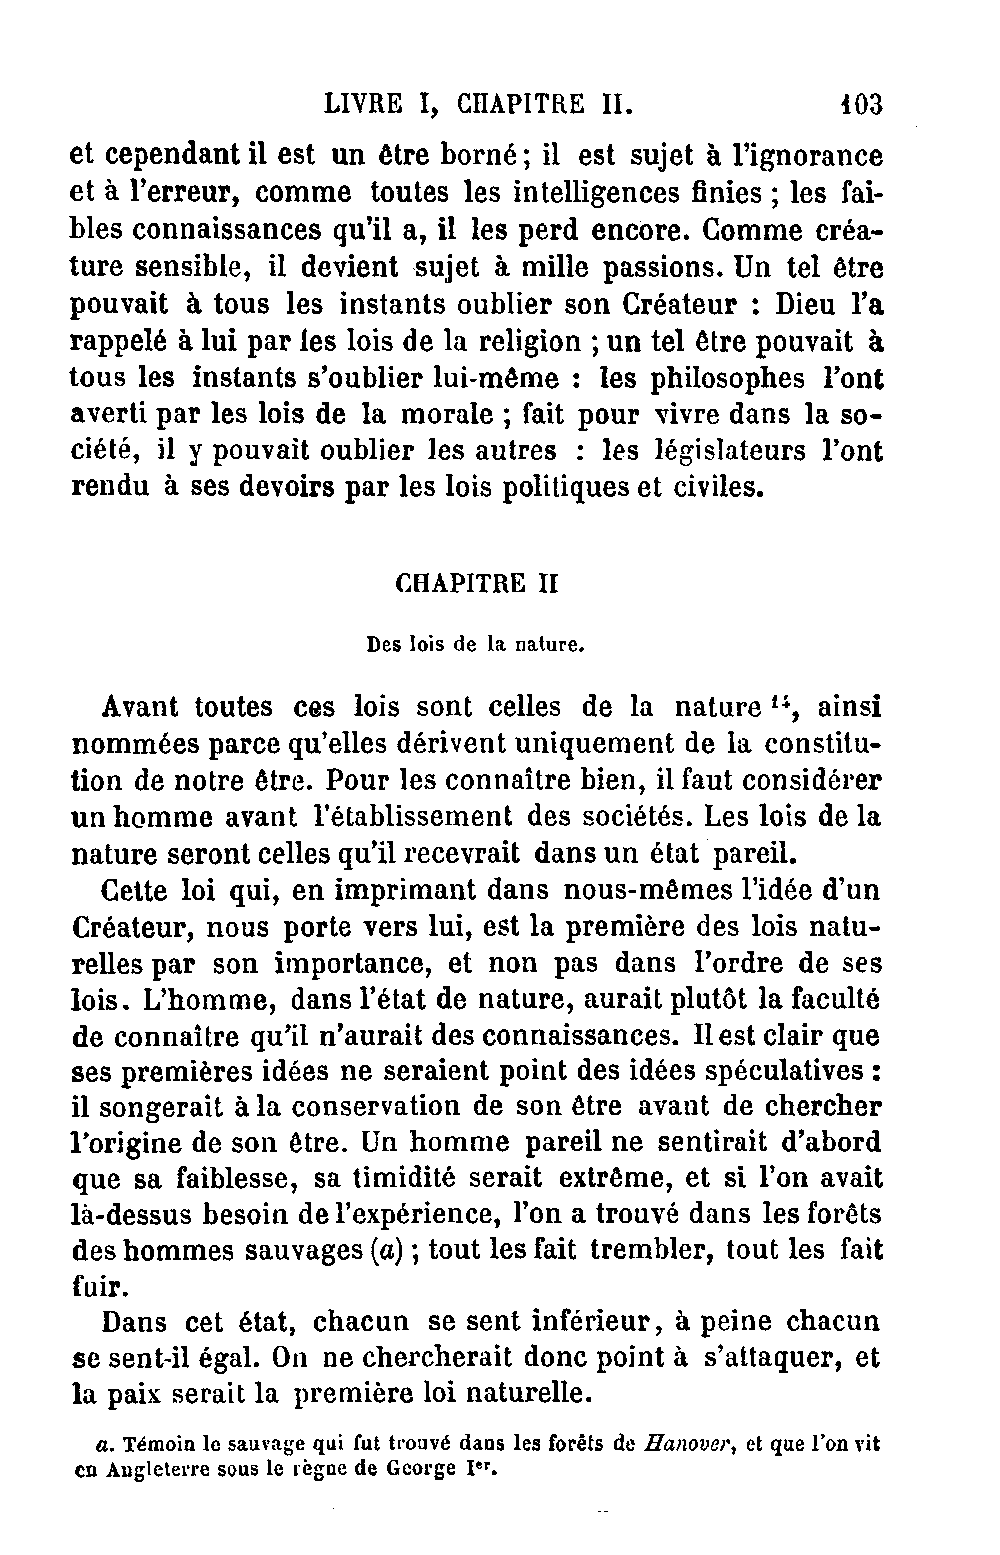 LIVRE I, CHAPITRE II. 103
et cependant il est un être borné ; il est sujet à l'ignorance
et à l'erreur, comme toutes les intelligences finies ; les fai-
bles connaissances qu'il a, il les perd encore. Comme créa-
ture sensible, il devient sujet à mille passions. Un tel être
pouvait à tous les instants oublier son Créateur : Dieu l'a
rappelé à lui par les lois de la religion ; un tel être pouvait à
tous les instants s'oublier lui-même : les philosophes l'ont
averti par les lois de la morale ; fait pour vivre dans la so-
ciété, il y pouvait oublier les autres : les législateurs l'ont
rendu à ses devoirs par les lois politiques et civiles.
CHAPITRE II
Des lois de la nature.
Avant toutes ces lois sont celles de la nature, ainsi
nommées parce qu'elles dérivent uniquement de la constitu-
tion de notre être. Pour les connaître bien, il faut considérer
un homme avant l'établissement des sociétés. Les lois de la
nature seront celles qu'il recevrait dans un état pareil.
Cette loi qui, en imprimant dans nous-mêmes l'idée d'un
Créateur, nous porte vers lui, est la première des lois natu-
relles par son importance, et non pas dans l'ordre de ses
lois. L'homme, dans l'état de nature, aurait plutôt la faculté
de connaître qu'il n'aurait des connaissances. Il est clair que
ses premières idées ne seraient point des idées spéculatives :
il songerait à la conservation de son être avant de chercher
l'origine de son être. Un homme pareil ne sentirait d'abord
que sa faiblesse, sa timidité serait extrême, et si l'on avait
là-dessus besoin de l'expérience, l'on a trouvé dans les forêts
des hommes sauvages (a) ; tout les fait trembler, tout les fait
fuir.
Dans cet état, chacun se sent inférieur, à peine chacun
se sent-il égal. On ne chercherait donc point à s'attaquer, et
la paix serait la première loi naturelle.
a. Témoin le sauvage qui fut trouvé dans les forêts de Hanover, et que l'on vit
en Angleterre sous le règne de George Ier.